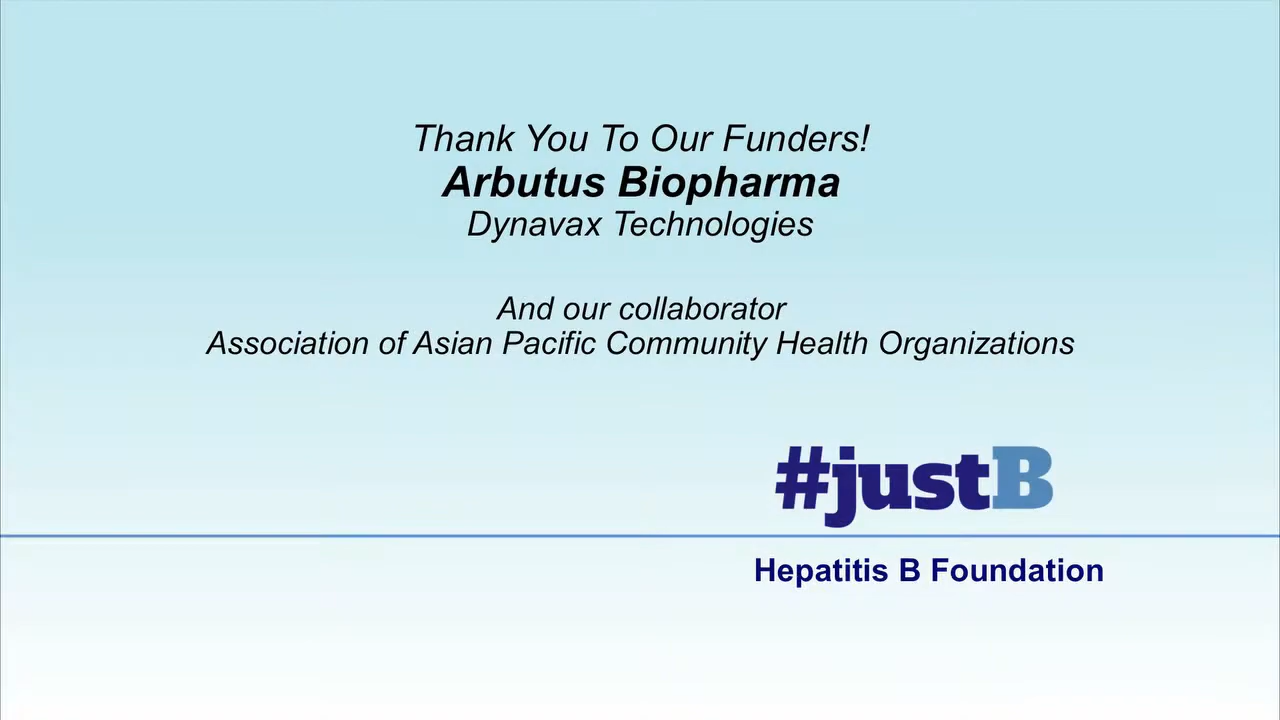 Thank You To Our Funders!
Arbutus Biopharma
Dynavax Technologies
And our collaborator
Association of Asian Pacific Community Health Organizations
#justB
Hepatitis B Foundation